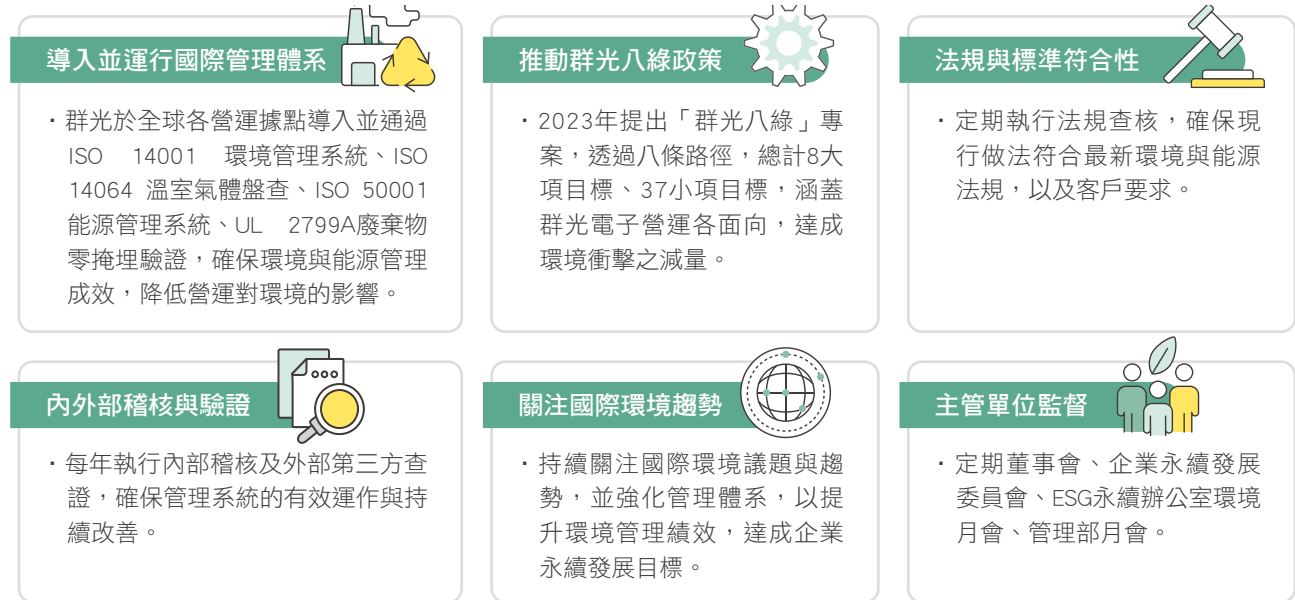 導入並運行國際管理體系
・群光於全球各營運據點導入並通過
ISO 14001 環境管理系統、ISO
14064 溫室氣體盤查、ISO 50001
能源管理系統、UL 2799A廢棄物
零掩埋驗證，確保環境與能源管理
成效，降低營運對環境的影響。
推動群光八綠政策
・2023年提出「群光八綠」專
案，透過八條路徑，總計8大
項目標、37小項目標，涵蓋
群光電子營運各面向，達成
環境衝擊之減量。
法規與標準符合性
・定期執行法規查核，確保現
行做法符合最新環境與能源
法規，以及客戶要求。
內外部稽核與驗證
・每年執行內部稽核及外部第三方查
證，確保管理系統的有效運作與持
續改善。
關注國際環境趨勢
・持續關注國際環境議題與趨
勢，並強化管理體系，以提
升環境管理績效，達成企業
永續發展目標。
主管單位監督
・定期董事會、企業永續發展
委員會、ESG永續辦公室環境
月會、管理部月會。